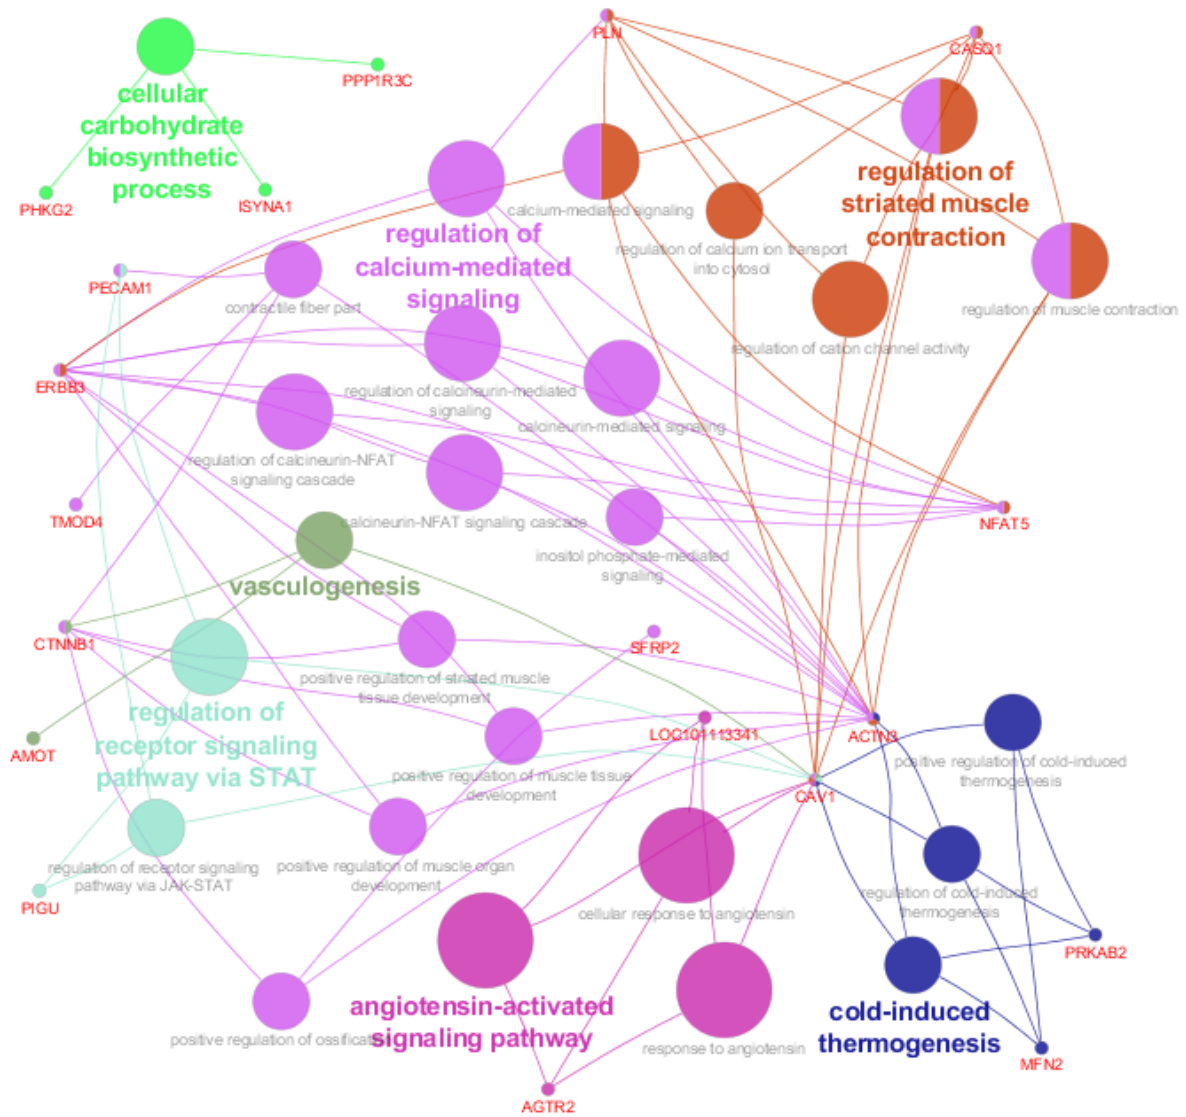 PLN
CASQ1
PPP1R3C
cellular
carbohydrate
biosynthetic
process
PHKG2
ISYNA1
regulation of
striated muscle
contraction
calcium-mediated signaling
regulation of calcium ion transport
into cytosol
regulation of
calcium-mediated
signaling
PECAM1
contractile fiber part
regulation of muscle contraction
regulation of cation channel activity
ERBB3
regulation of calcineurin-mediated
signaling
calcineurin-mediated signaling
regulation of calcineurin-NFAT
signaling cascade
TMOD4
calcineurin-NFAT signaling cascade
NFAT5
inositol phosphate-mediated
signaling
vasculogenesis
CTNNB1
SFRP2
positive regulation of striated muscle
tissue development
regulation of
receptor signaling
pathway via STAT
LOC101113341
ACTN3
AMOT
positive regulation of cold-induced
thermogenesis
positive regulation of muscle tissue
development
CAV1
regulation of receptor signaling
pathway via JAK-STAT
positive regulation of muscle organ
development
regulation of cold-induced
thermogenesis
PIGU
cellular response to angiotensin
PRKAB2
angiotensin-activated
signaling pathway
cold-induced
thermogenesis
positive regulation of ossification
response to angiotensin
MFN2
AGTR2